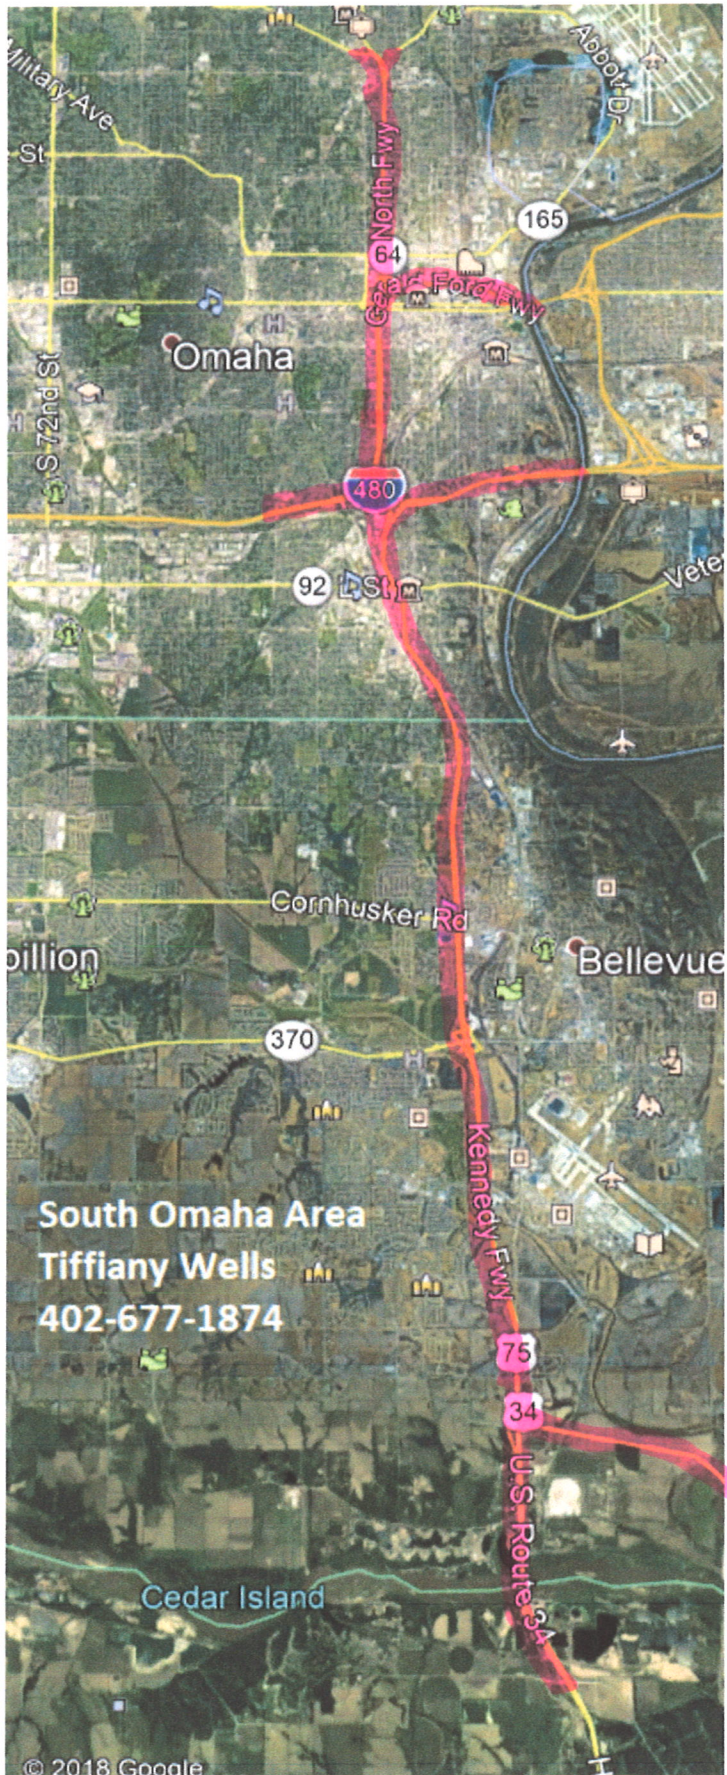 Abbott Dr
Military Ave
St
North Fwy
165
64
Gerald Ford Fwy
Omaha
S 72nd St
480
92
L St
Vete
Cornhusker Rd
pillion
Bellevue
370
Kennedy Fwy
South Omaha Area
Tiffiany Wells
402-677-1874
75
34
U.S. Route 34
Cedar Island
© 2018 Google
H